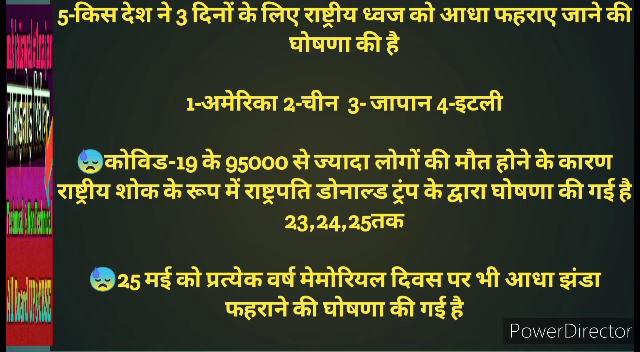 5-किस देश ने 3 दिनों के लिए राष्ट्रीय ध्वज को आधा फहराए जाने की
घोषणा की है
1-अमेरिका 2-चीन 3- जापान 4-इटली
😓कोविड-19 के 95000 से ज्यादा लोगों की मौत होने के कारण
राष्ट्रीय शोक के रूप में राष्ट्रपति डोनाल्ड ट्रंप के द्वारा घोषणा की गई है
23,24,25तक
😓25 मई को प्रत्येक वर्ष मेमोरियल दिवस पर भी आधा झंडा
फहराने की घोषणा की गई है
PowerDirector